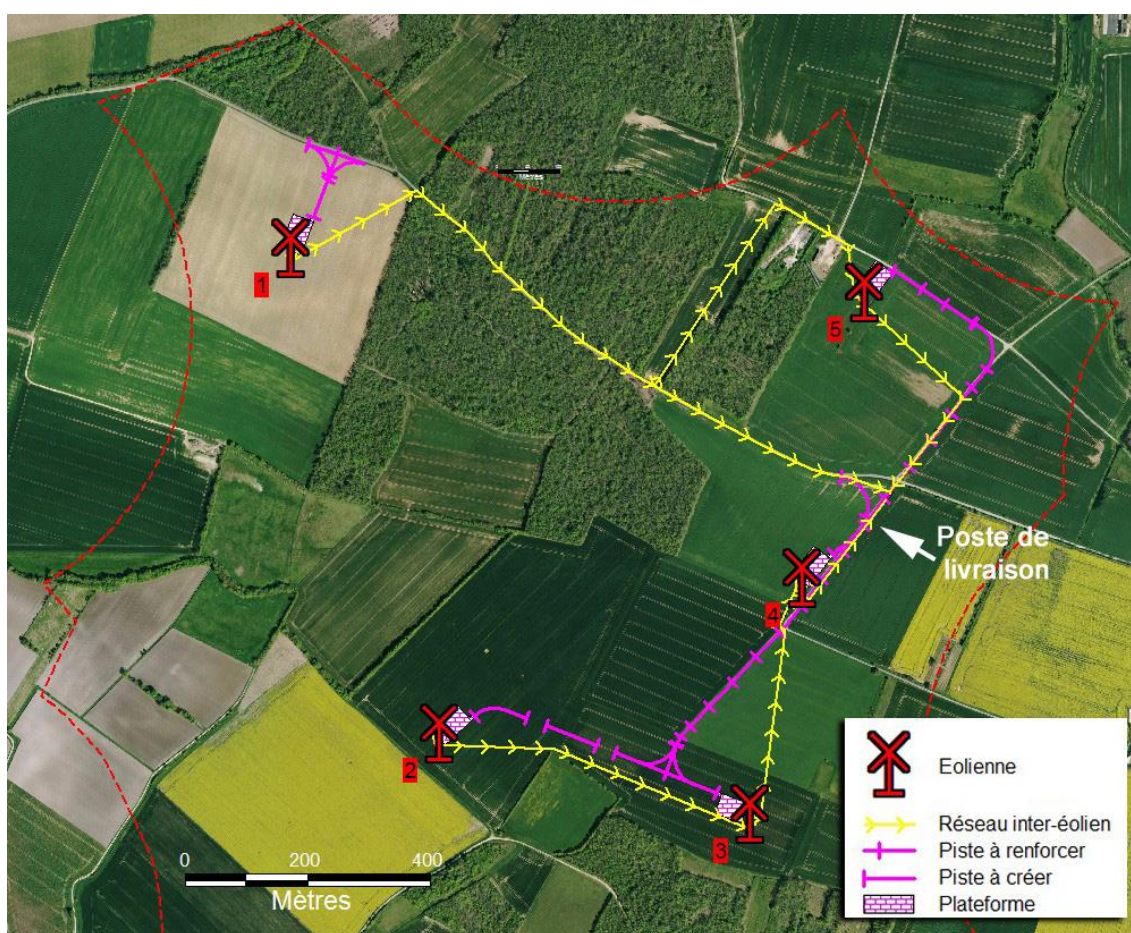 1
5
Poste de
livraison
4
2
3
0 200 400
Mètres
Eolienne
Réseau inter-éolien
Piste à renforcer
Piste à créer
Plateforme